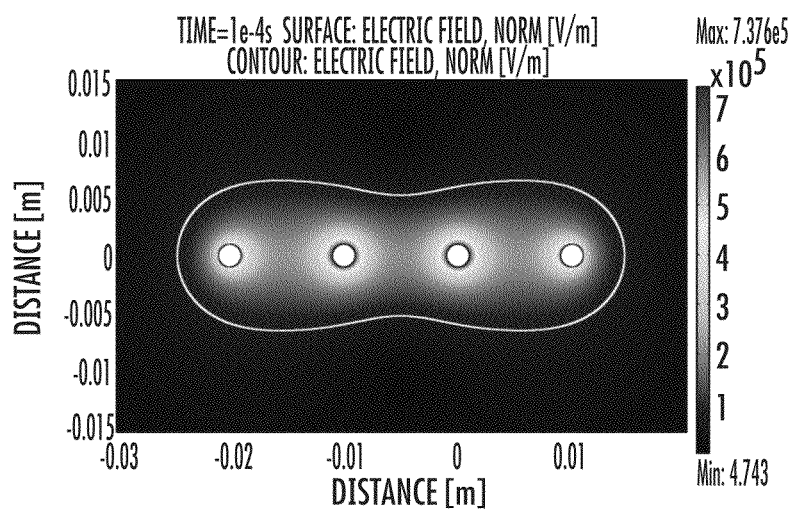 TIME=1e-4s SURFACE: ELECTRIC FIELD, NORM [V/m]
CONTOUR: ELECTRIC FIELD, NORM [V/m]
Max: 7.376e5
x10⁵
0.015
0.01
0.005
0
-0.005
-0.01
-0.015
DISTANCE [m]
7
6
5
4
3
2
1
-0.03 -0.02 -0.01 0 0.01
DISTANCE [m]
Min: 4.743